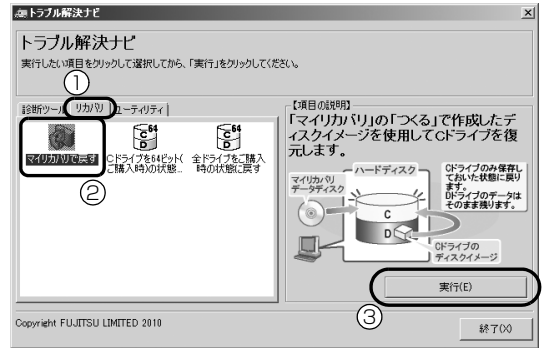 トラブル解決ナビ
トラブル解決ナビ
実行したい項目をクリックして選択してから、「実行」をクリックしてください。
①
診断ツール リカバリ ユーティリティ
マイリカバリで戻す
Cドライブを64ビット(ご購入時)の状態...
全ドライブをご購入時の状態に戻す
64
C
D
64
C
D
②
【項目の説明】
「マイリカバリ」の「つくる」で作成したデ
ィスクイメージを使用してCドライブを復
元します。
マイリカバリ
データディスク
ハードディスク
Cドライブのみ保存し
ておいた状態に戻り
ます。
Dドライブのデータは
そのまま残ります。
C
D
Cドライブの
ディスクイメージ
実行(E)
③
Copyright FUJITSU LIMITED 2010
終了(X)